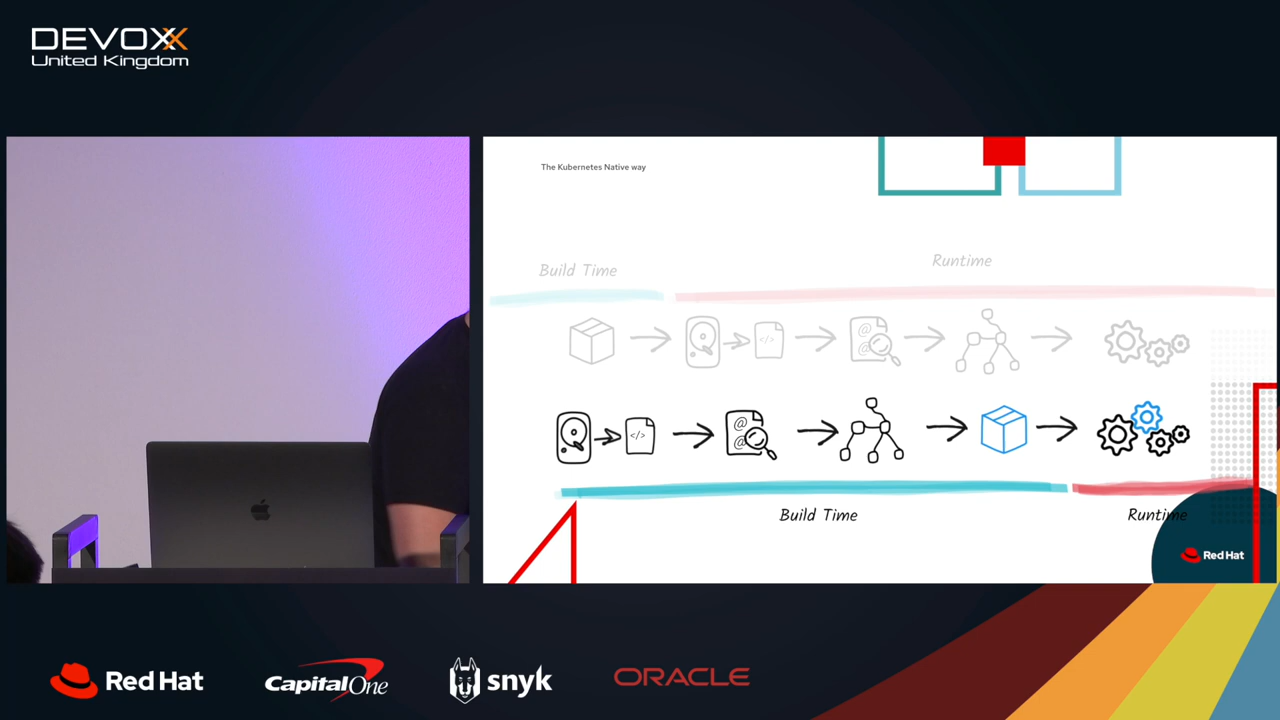 DEVOXX
United Kingdom
The Kubernetes Native way
Build Time
Runtime
</>
@
@
</>
@
@
Build Time
Runtime
Red Hat
Red Hat
Capital One
snyk
ORACLE